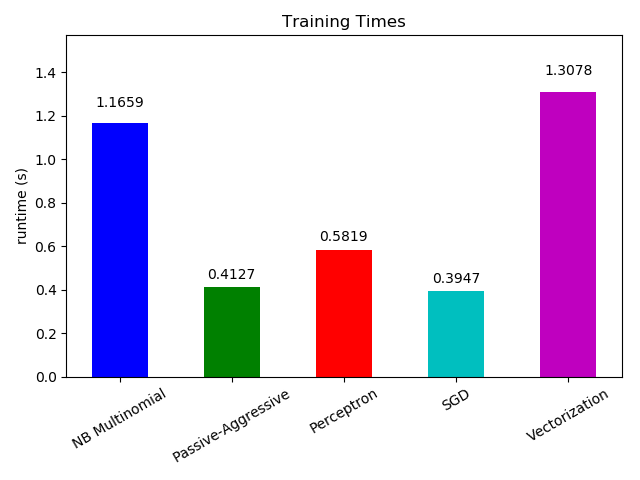 Training Times
runtime (s)
1.4
1.2
1.0
0.8
0.6
0.4
0.2
0.0
1.1659
0.4127
0.5819
0.3947
1.3078
NB Multinomial
Passive-Aggressive
Perceptron
SGD
Vectorization